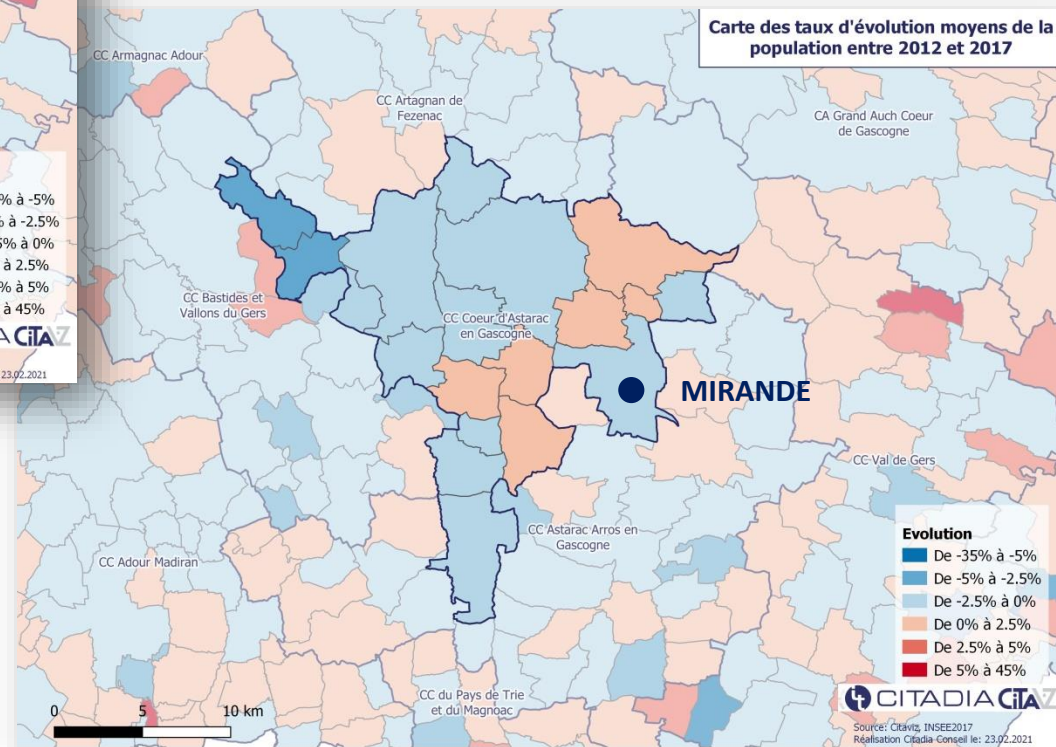 Carte des taux d'évolution moyens de la
population entre 2012 et 2017
CC Armagnac Adour
CC Artagnan de
Fezenac
CA Grand Auch Coeur
de Gascogne
% à -5%
% à -2.5%
5% à 0%
à 2.5%
% à 5%
à 45%
CITA
23.02.2021
CC Bastides et
Vallons du Gers
CC Coeur d'Astarac
en Gascogne
MIRANDE
CC Val de Gers
CC Astarac Arros en
Gascogne
CC Adour Madiran
CC du Pays de Trie
et du Magnoac
Evolution
De -35% à -5%
De -5% à -2.5%
De -2.5% à 0%
De 0% à 2.5%
De 2.5% à 5%
De 5% à 45%
0 5 10 km
CITADIA CITAVIZ
Source: Citaviz, INSEE2017
Réalisation Citadia Conseil le: 23.02.2021